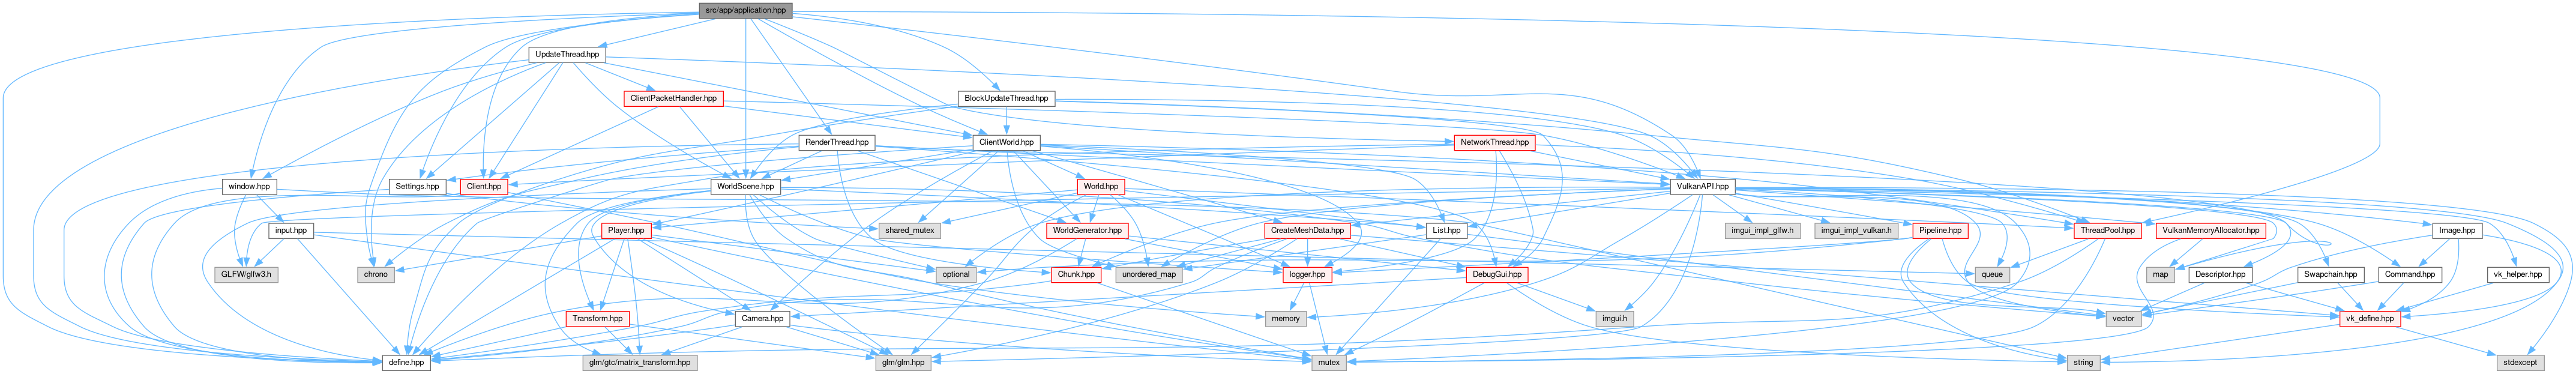 src/app/application.hpp
UpdateThread.hpp
ClientPacketHandler.hpp
BlockUpdateThread.hpp
RenderThread.hpp
ClientWorld.hpp
NetworkThread.hpp
window.hpp
Settings.hpp
Client.hpp
WorldScene.hpp
World.hpp
VulkanAPI.hpp
input.hpp
Player.hpp
shared_mutex
WorldGenerator.hpp
CreateMeshData.hpp
List.hpp
imgui_impl_glfw.h
imgui_impl_vulkan.h
Pipeline.hpp
ThreadPool.hpp
VulkanMemoryAllocator.hpp
Image.hpp
GLFW/glfw3.h
chrono
optional
Chunk.hpp
unordered_map
logger.hpp
DebugGui.hpp
queue
map
Descriptor.hpp
Swapchain.hpp
Command.hpp
vk_helper.hpp
Transform.hpp
Camera.hpp
memory
imgui.h
vector
vk_define.hpp
define.hpp
glm/gtc/matrix_transform.hpp
glm/glm.hpp
mutex
string
stdexcept